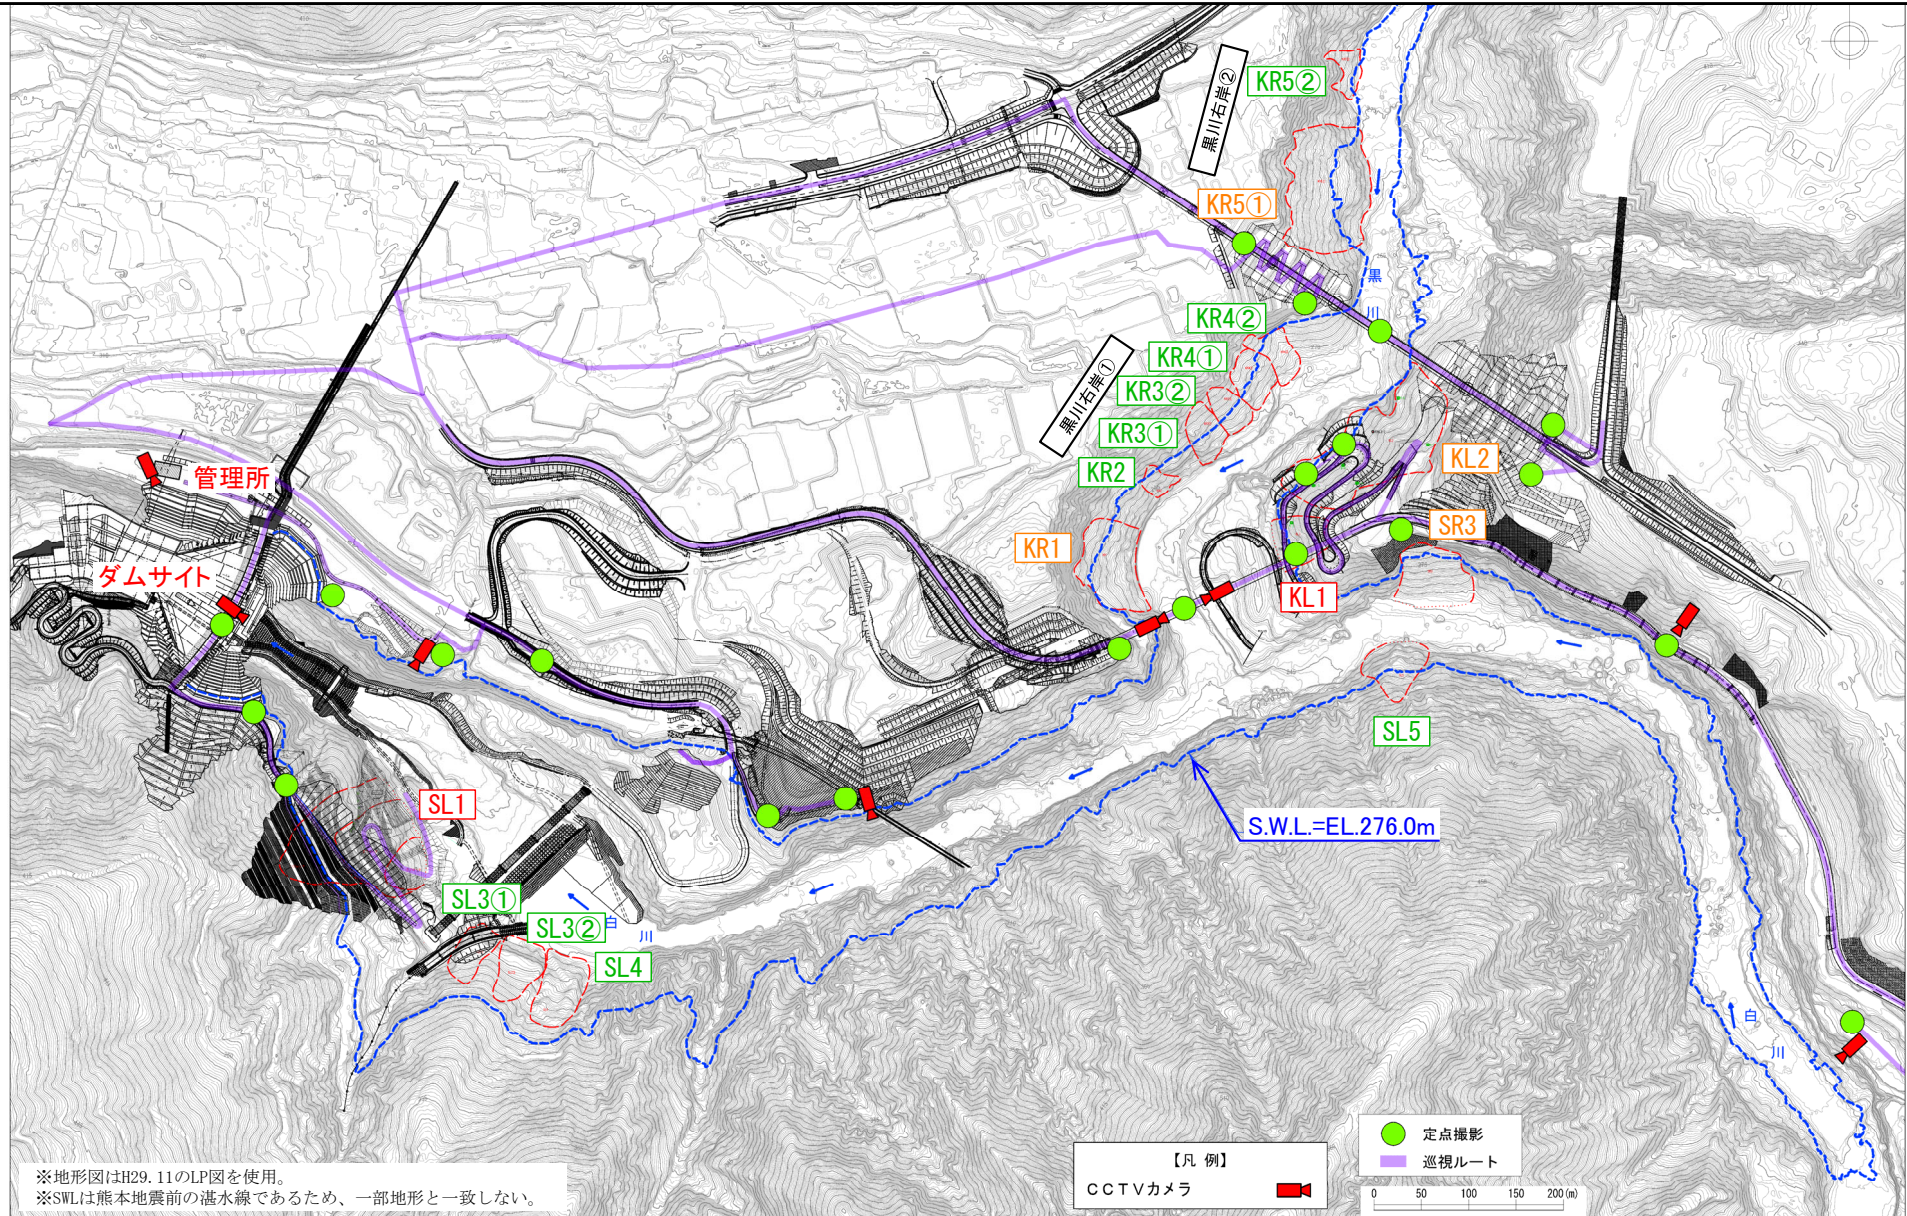 KR5②
黒川右岸②
KR5①
黒
川
KR4②
KR4①
黒川右岸①
KR3②
KR3①
KR2
KR1
KL2
SR3
KL1
管理所
ダムサイト
SL5
S.W.L.=EL.276.0m
SL1
SL3①
SL3②
SL4
白
川
白
川
※地形図はH29.11のLP図を使用。
※SWLは熊本地震前の湛水線であるため、一部地形と一致しない。
【凡 例】
CCTVカメラ
定点撮影
巡視ルート
0 50 100 150 200(m)